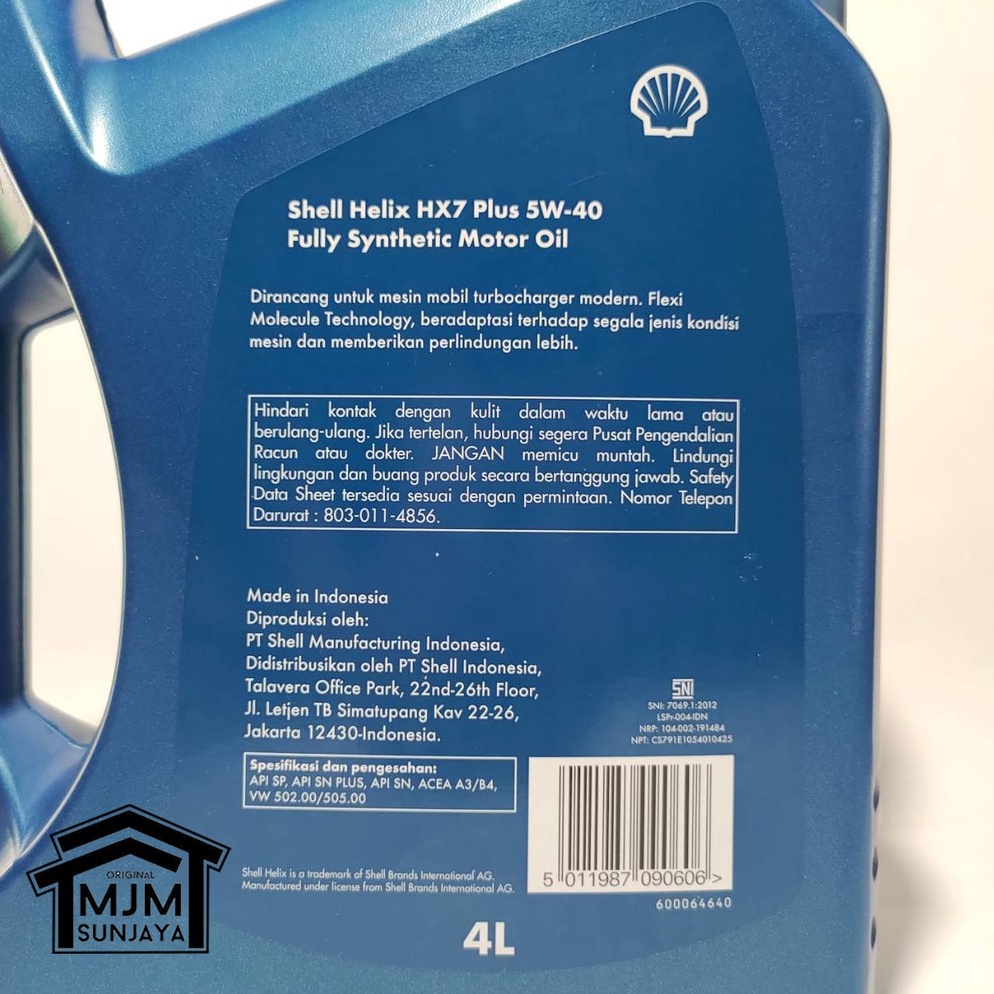 Shell Helix HX7 Plus 5W-40
Fully Synthetic Motor Oil
Dirancang untuk mesin mobil turbocharger modern. Flexi
Molecule Technology, beradaptasi terhadap segala jenis kondisi
mesin dan memberikan perlindungan lebih.
Hindari kontak dengan kulit dalam waktu lama atau
berulang-ulang. Jika tertelan, hubungi segera Pusat Pengendalian
Racun atau dokter. JANGAN memicu muntah. Lindungi
lingkungan dan buang produk secara bertanggung jawab. Safety
Data Sheet tersedia sesuai dengan permintaan. Nomor Telepon
Darurat : 803-011-4856.
Made in Indonesia
Diproduksi oleh:
PT Shell Manufacturing Indonesia,
Didistribusikan oleh PT Shell Indonesia,
Talavera Office Park, 22nd-26th Floor,
Jl. Letjen TB Simatupang Kav 22-26,
Jakarta 12430-Indonesia.
SNI
SNI: 7069.1:2012
LSPr-004-IDN
NRP: 104-002-191484
NPT: CS791E1054010425
Spesifikasi dan pengesahan:
API SP, API SN PLUS, API SN, ACEA A3/B4,
VW 502.00/505.00
5 011987 090606 >
600064640
Shell Helix is a trademark of Shell Brands International AG.
Manufactured under license from Shell Brands International AG.
4L
ORIGINAL
MJM
SUNJAYA